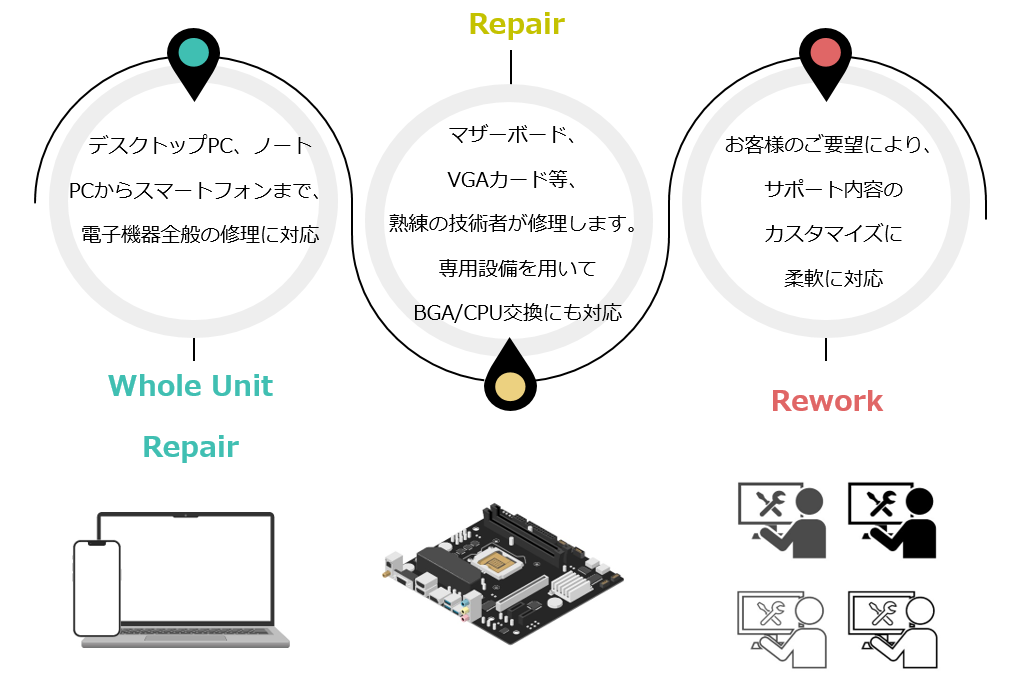 デスクトップPC、ノート
PCからスマートフォンまで、
電子機器全般の修理に対応
Whole Unit
Repair
Repair
マザーボード、
VGAカード等、
熟練の技術者が修理します。
専用設備を用いて
BGA/CPU交換にも対応
お客様のご要望により、
サポート内容の
カスタマイズに
柔軟に対応
Rework